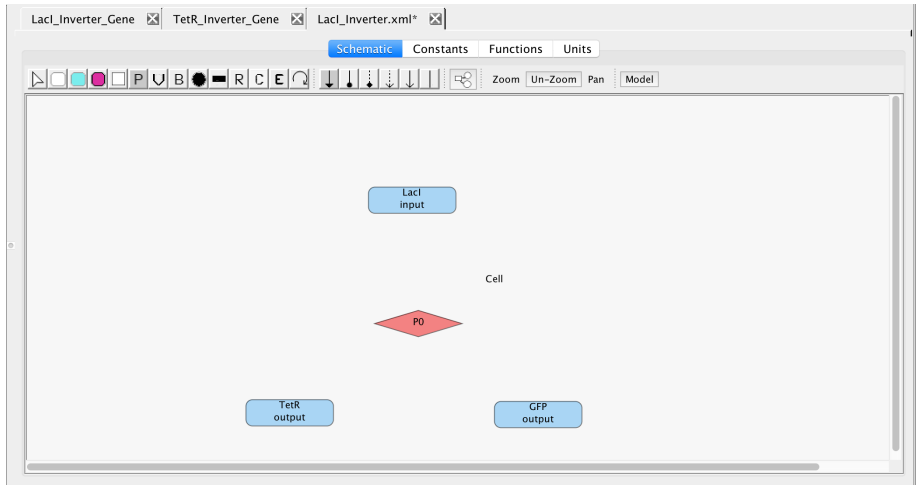 LacI_Inverter_Gene TetR_Inverter_Gene LacI_Inverter.xml*
Schematic Constants Functions Units
P V B R C E Zoom Un-Zoom Pan Model
LacI
input
Cell
P0
TetR
output
GFP
output